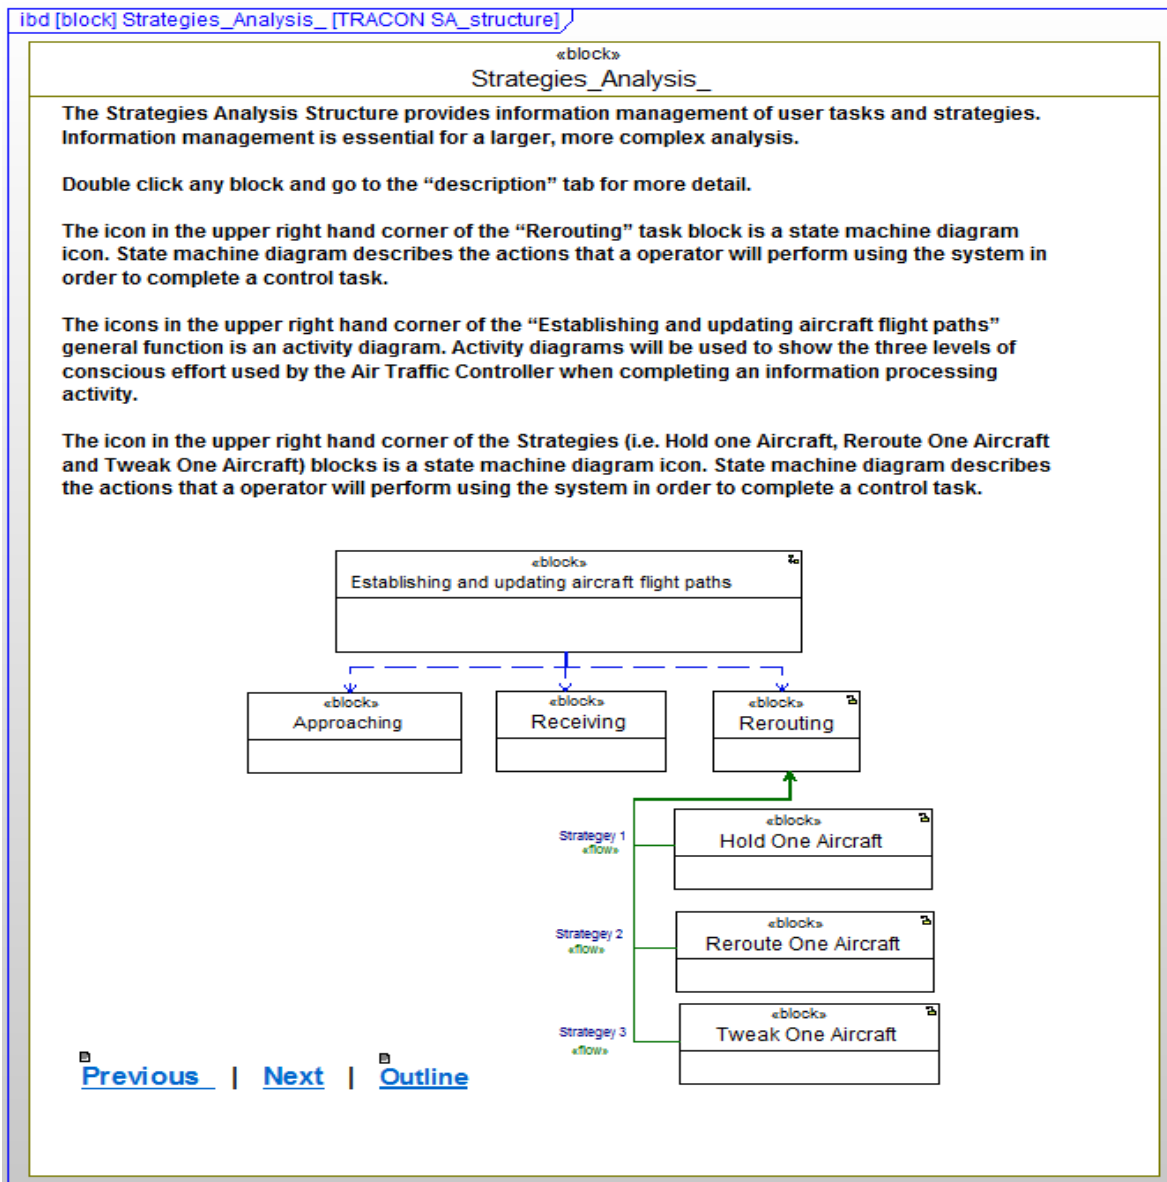 ibd [block] Strategies_Analysis_ [TRACON SA_structure]
«block»
Strategies_Analysis_
The Strategies Analysis Structure provides information management of user tasks and strategies.
Information management is essential for a larger, more complex analysis.
Double click any block and go to the “description” tab for more detail.
The icon in the upper right hand corner of the “Rerouting” task block is a state machine diagram
icon. State machine diagram describes the actions that a operator will perform using the system in
order to complete a control task.
The icons in the upper right hand corner of the “Establishing and updating aircraft flight paths”
general function is an activity diagram. Activity diagrams will be used to show the three levels of
conscious effort used by the Air Traffic Controller when completing an information processing
activity.
The icon in the upper right hand corner of the Strategies (i.e. Hold one Aircraft, Reroute One Aircraft
and Tweak One Aircraft) blocks is a state machine diagram icon. State machine diagram describes
the actions that a operator will perform using the system in order to complete a control task.
«block»
Establishing and updating aircraft flight paths
«block»
Approaching
«block»
Receiving
«block»
Rerouting
Strategey 1
«flow»
«block»
Hold One Aircraft
Strategey 2
«flow»
«block»
Reroute One Aircraft
Strategey 3
«flow»
«block»
Tweak One Aircraft
Previous | Next | Outline